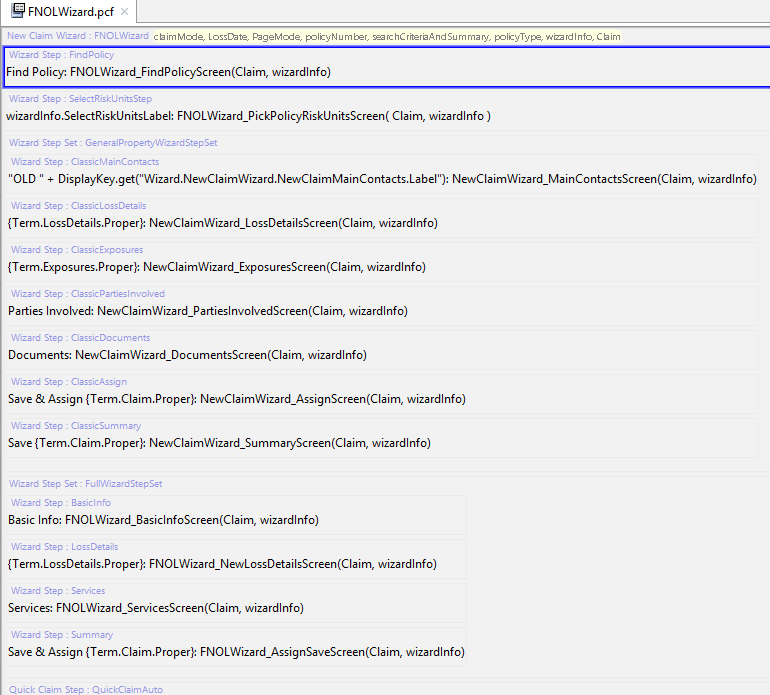 FNOLWizard.pcf
New Claim Wizard : FNOLWizard claimMode, LossDate, PageMode, policyNumber, searchCriteriaAndSummary, policyType, wizardInfo, Claim
Wizard Step : FindPolicy
Find Policy: FNOLWizard_FindPolicyScreen(Claim, wizardInfo)
Wizard Step : SelectRiskUnitsStep
wizardInfo.SelectRiskUnitsLabel: FNOLWizard_PickPolicyRiskUnitsScreen( Claim, wizardInfo )
Wizard Step Set : GeneralPropertyWizardStepSet
Wizard Step : ClassicMainContacts
"OLD " + DisplayKey.get("Wizard.NewClaimWizard.NewClaimMainContacts.Label"): NewClaimWizard_MainContactsScreen(Claim, wizardInfo)
Wizard Step : ClassicLossDetails
{Term.LossDetails.Proper}: NewClaimWizard_LossDetailsScreen(Claim, wizardInfo)
Wizard Step : ClassicExposures
{Term.Exposures.Proper}: NewClaimWizard_ExposuresScreen(Claim, wizardInfo)
Wizard Step : ClassicPartiesInvolved
Parties Involved: NewClaimWizard_PartiesInvolvedScreen(Claim, wizardInfo)
Wizard Step : ClassicDocuments
Documents: NewClaimWizard_DocumentsScreen(Claim, wizardInfo)
Wizard Step : ClassicAssign
Save & Assign {Term.Claim.Proper}: NewClaimWizard_AssignScreen(Claim, wizardInfo)
Wizard Step : ClassicSummary
Save {Term.Claim.Proper}: NewClaimWizard_SummaryScreen(Claim, wizardInfo)
Wizard Step Set : FullWizardStepSet
Wizard Step : BasicInfo
Basic Info: FNOLWizard_BasicInfoScreen(Claim, wizardInfo)
Wizard Step : LossDetails
{Term.LossDetails.Proper}: FNOLWizard_NewLossDetailsScreen(Claim, wizardInfo)
Wizard Step : Services
Services: FNOLWizard_ServicesScreen(Claim, wizardInfo)
Wizard Step : Summary
Save & Assign {Term.Claim.Proper}: FNOLWizard_AssignSaveScreen(Claim, wizardInfo)
Quick Claim Step : QuickClaimAuto